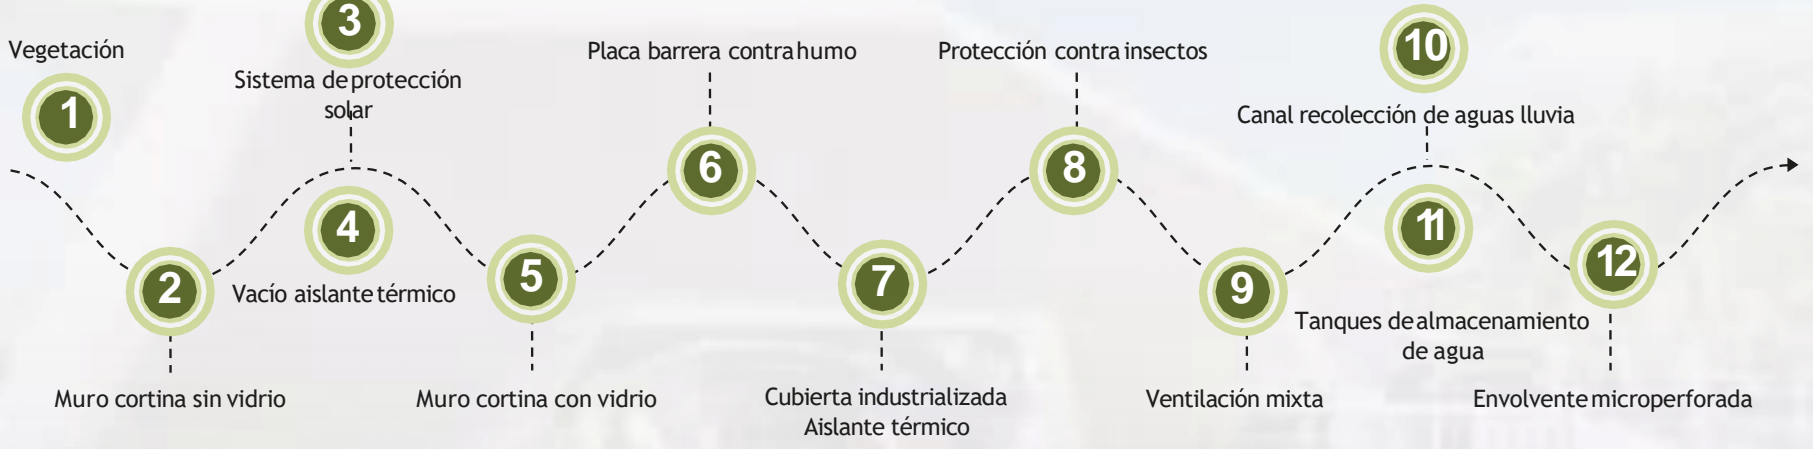 Vegetación
1
2
Muro cortina sin vidrio
3
Sistema de protección
solar
4
Vacío aislante térmico
5
Muro cortina con vidrio
6
Placa barrera contra humo
7
Cubierta industrializada
Aislante térmico
8
Protección contra insectos
9
Ventilación mixta
10
Canal recolección de aguas lluvia
11
Tanques de almacenamiento
de agua
12
Envolvente microperforada